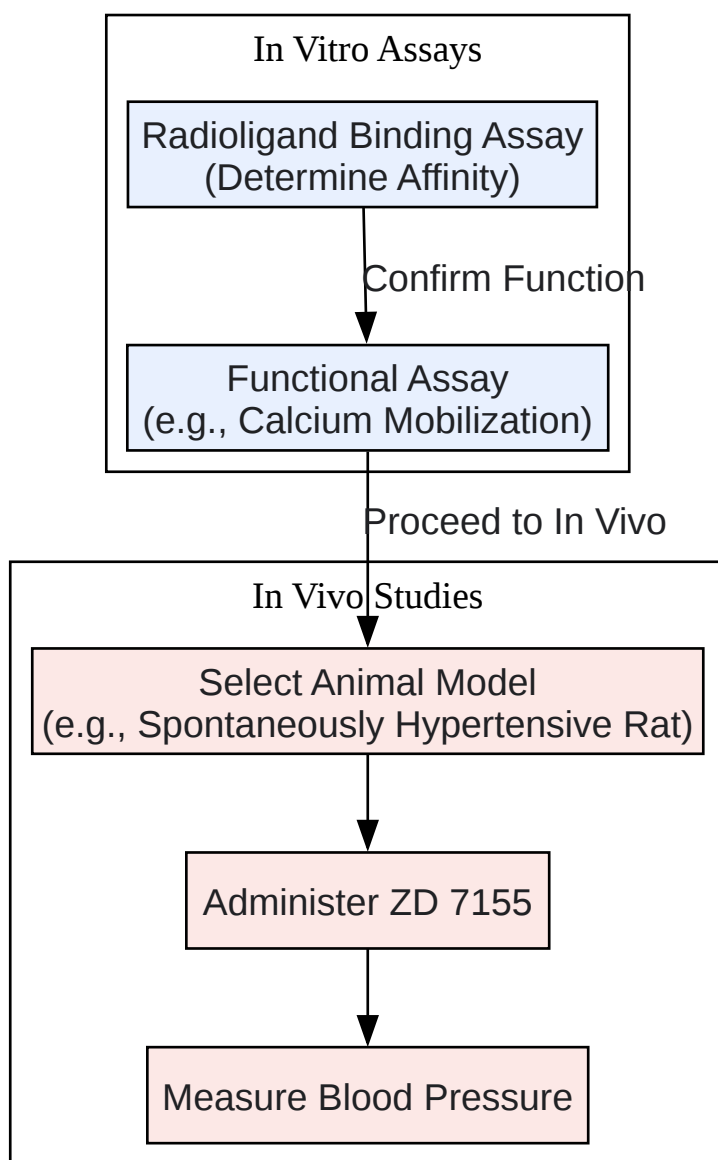 In Vitro Assays
Radioligand Binding Assay
(Determine Affinity)
Confirm Function
Functional Assay
(e.g., Calcium Mobilization)
Proceed to In Vivo
In Vivo Studies
Select Animal Model
(e.g., Spontaneously Hypertensive Rat)
Administer ZD 7155
Measure Blood Pressure